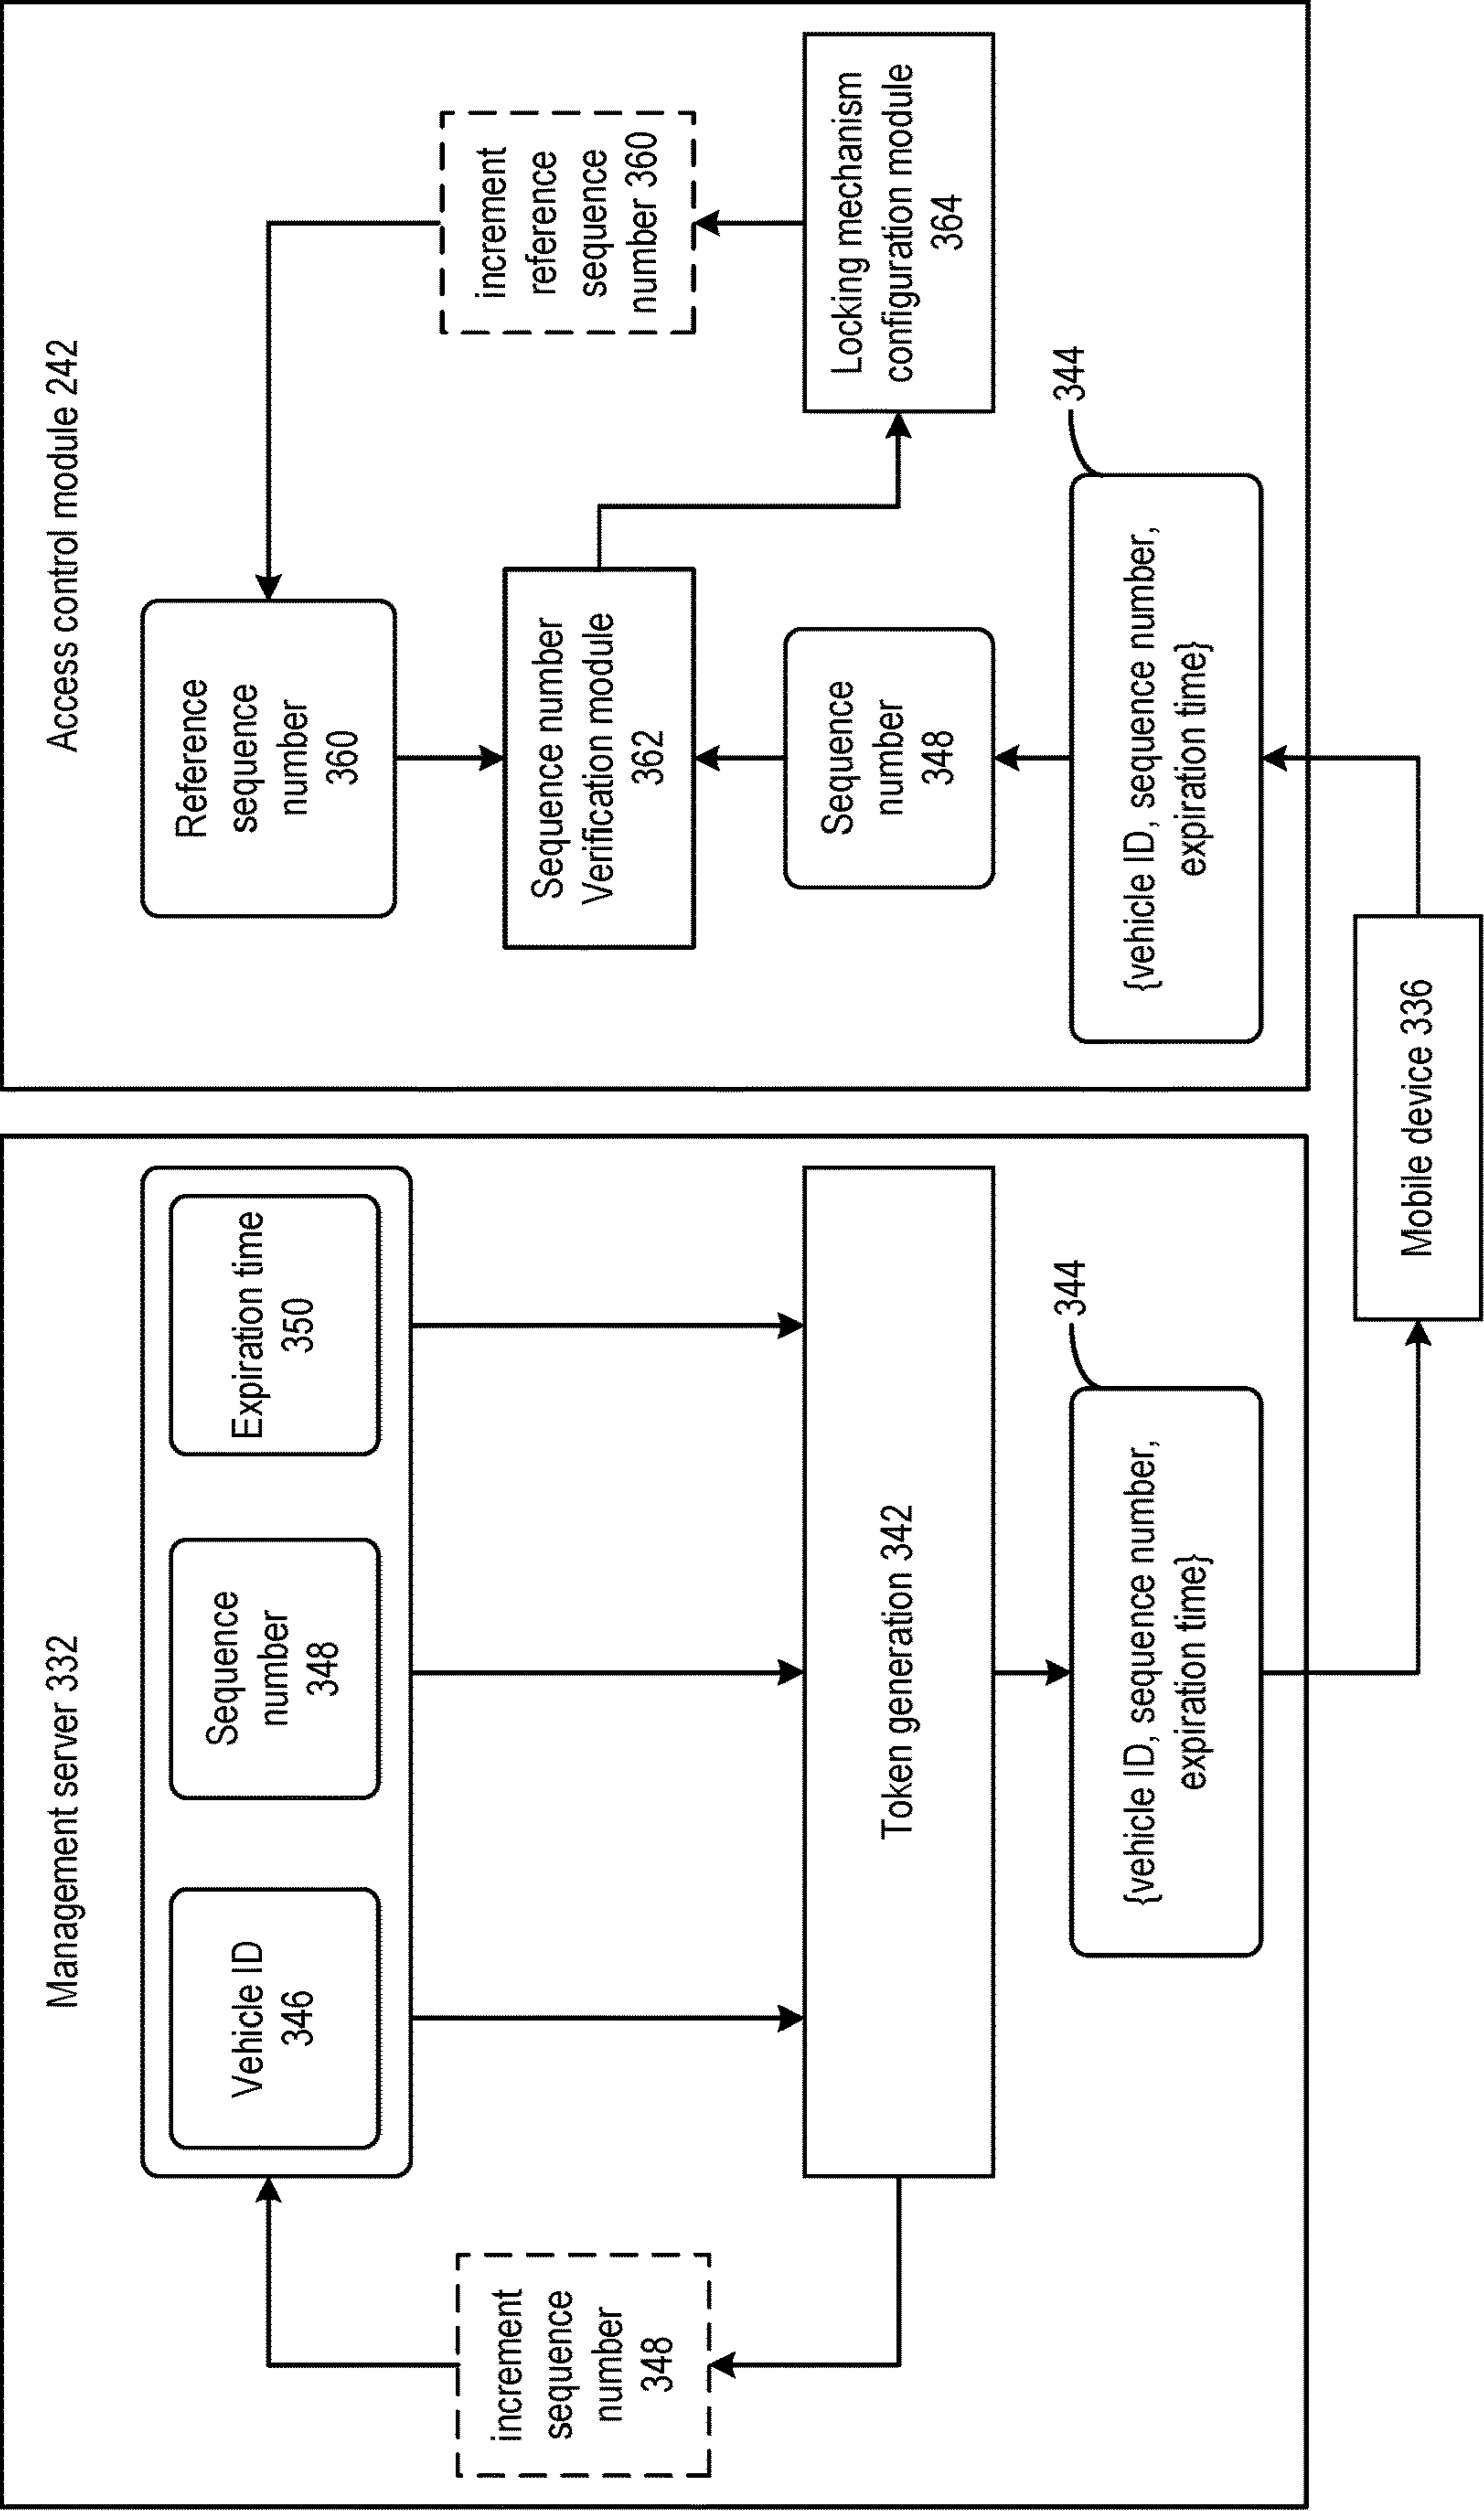 Management server 332
Vehicle ID
346
Sequence
number
348
Expiration time
350
increment
sequence
number
348
Token generation 342
344
{vehicle ID, sequence number,
expiration time}
Mobile device 336
Access control module 242
Reference
sequence
number
360
increment
reference
sequence
number 360
Sequence number
Verification module
362
Locking mechanism
configuration module
364
Sequence
number
348
344
{vehicle ID, sequence number,
expiration time}